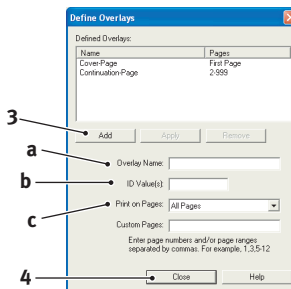 Define Overlays
Defined Overlays:
Name Pages
Cover-Page First Page
Continuation-Page 2-999
3 Add Apply Remove
a Overlay Name:
b ID Value(s):
c Print on Pages: All Pages
Custom Pages:
Enter page numbers and/or page ranges
separated by commas. For example, 1,3,5-12
4 Close Help